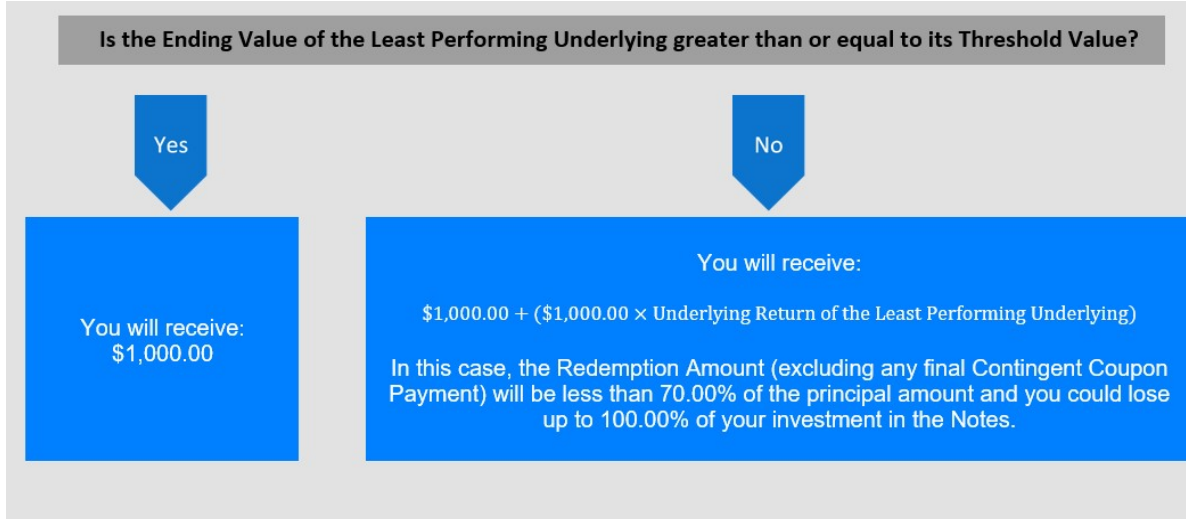 Is the Ending Value of the Least Performing Underlying greater than or equal to its Threshold Value?
Yes
No
You will receive:
$1,000.00
You will receive:
$1,000.00 + ($1,000.00 × Underlying Return of the Least Performing Underlying)
In this case, the Redemption Amount (excluding any final Contingent Coupon
Payment) will be less than 70.00% of the principal amount and you could lose
up to 100.00% of your investment in the Notes.